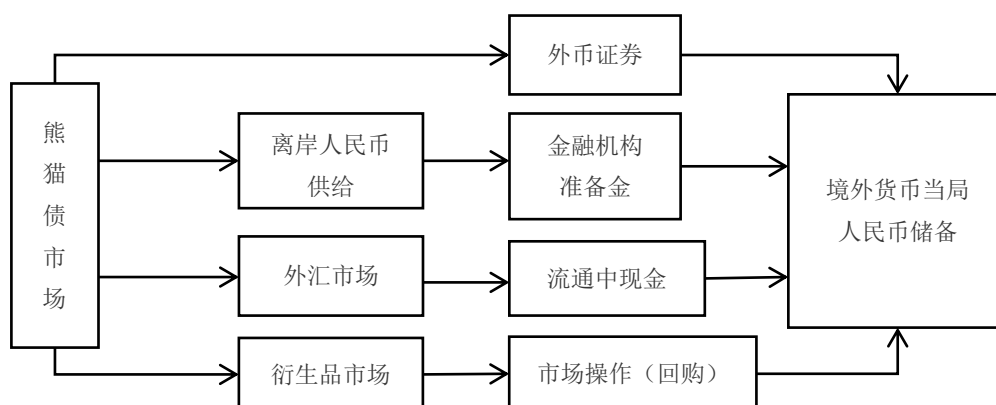 外币证券
熊
猫
债
市
场
离岸人民币
供给
金融机构
准备金
境外货币当局
人民币储备
外汇市场
流通中现金
衍生品市场
市场操作（回购）